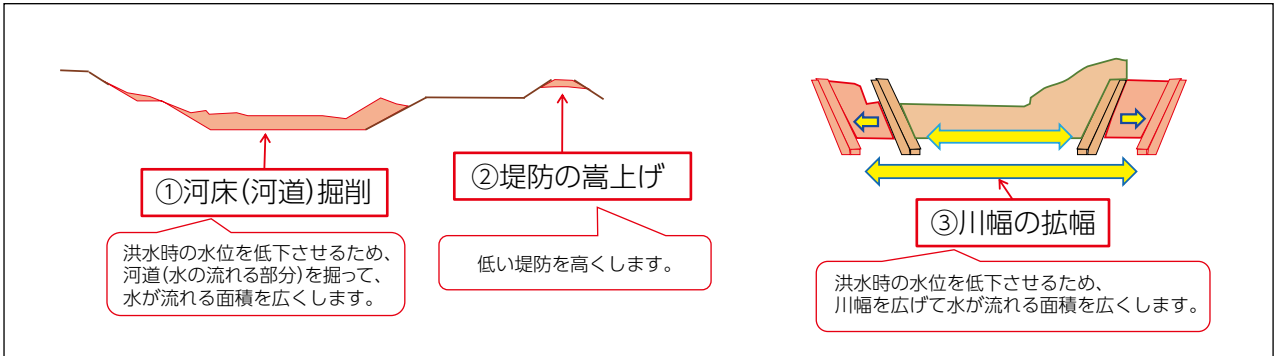 ①河床(河道)掘削
洪水時の水位を低下させるため、
河道(水の流れる部分)を掘って、
水が流れる面積を広くします。
②堤防の嵩上げ
低い堤防を高くします。
③川幅の拡幅
洪水時の水位を低下させるため、
川幅を広げて水が流れる面積を広くします。